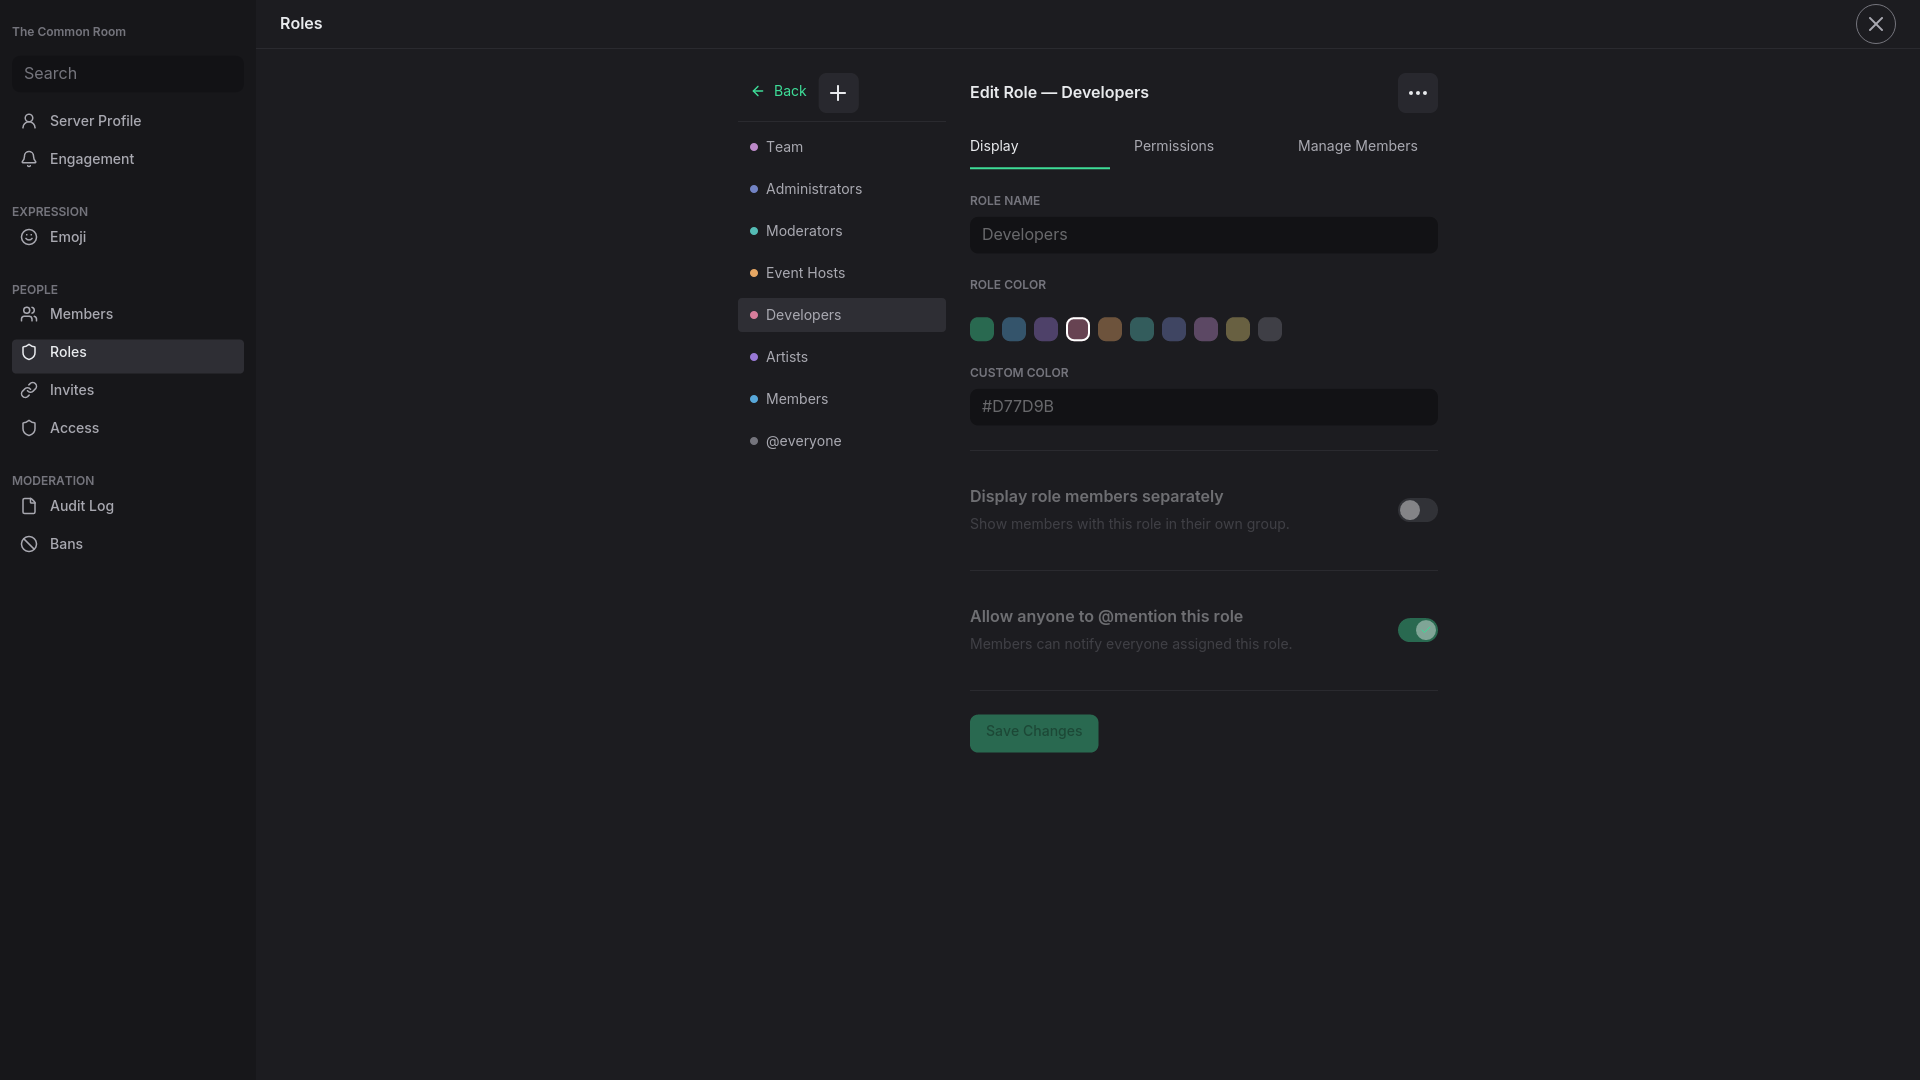 The Common Room
Search
Server Profile
Engagement
EXPRESSION
Emoji
PEOPLE
Members
Roles
Invites
Access
MODERATION
Audit Log
Bans
Roles
Back
Team
Administrators
Moderators
Event Hosts
Developers
Artists
Members
@everyone
Edit Role — Developers
Display Permissions Manage Members
ROLE NAME
Developers
ROLE COLOR
CUSTOM COLOR
#D77D9B
Display role members separately
Show members with this role in their own group.
Allow anyone to @mention this role
Members can notify everyone assigned this role.
Save Changes